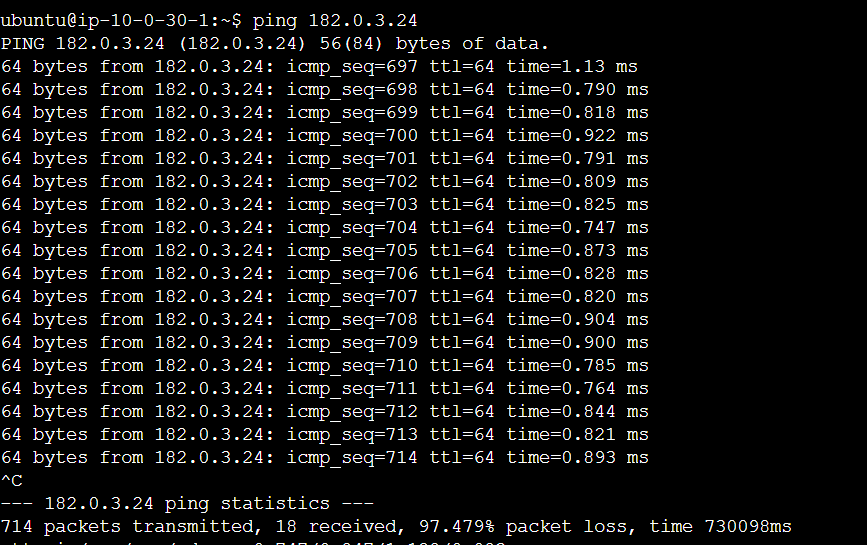 ubuntu@ip-10-0-30-1:~$ ping 182.0.3.24
PING 182.0.3.24 (182.0.3.24) 56(84) bytes of data.
64 bytes from 182.0.3.24: icmp_seq=697 ttl=64 time=1.13 ms
64 bytes from 182.0.3.24: icmp_seq=698 ttl=64 time=0.790 ms
64 bytes from 182.0.3.24: icmp_seq=699 ttl=64 time=0.818 ms
64 bytes from 182.0.3.24: icmp_seq=700 ttl=64 time=0.922 ms
64 bytes from 182.0.3.24: icmp_seq=701 ttl=64 time=0.791 ms
64 bytes from 182.0.3.24: icmp_seq=702 ttl=64 time=0.809 ms
64 bytes from 182.0.3.24: icmp_seq=703 ttl=64 time=0.825 ms
64 bytes from 182.0.3.24: icmp_seq=704 ttl=64 time=0.747 ms
64 bytes from 182.0.3.24: icmp_seq=705 ttl=64 time=0.873 ms
64 bytes from 182.0.3.24: icmp_seq=706 ttl=64 time=0.828 ms
64 bytes from 182.0.3.24: icmp_seq=707 ttl=64 time=0.820 ms
64 bytes from 182.0.3.24: icmp_seq=708 ttl=64 time=0.904 ms
64 bytes from 182.0.3.24: icmp_seq=709 ttl=64 time=0.900 ms
64 bytes from 182.0.3.24: icmp_seq=710 ttl=64 time=0.785 ms
64 bytes from 182.0.3.24: icmp_seq=711 ttl=64 time=0.764 ms
64 bytes from 182.0.3.24: icmp_seq=712 ttl=64 time=0.844 ms
64 bytes from 182.0.3.24: icmp_seq=713 ttl=64 time=0.821 ms
64 bytes from 182.0.3.24: icmp_seq=714 ttl=64 time=0.893 ms
^C
--- 182.0.3.24 ping statistics ---
714 packets transmitted, 18 received, 97.479% packet loss, time 730098ms